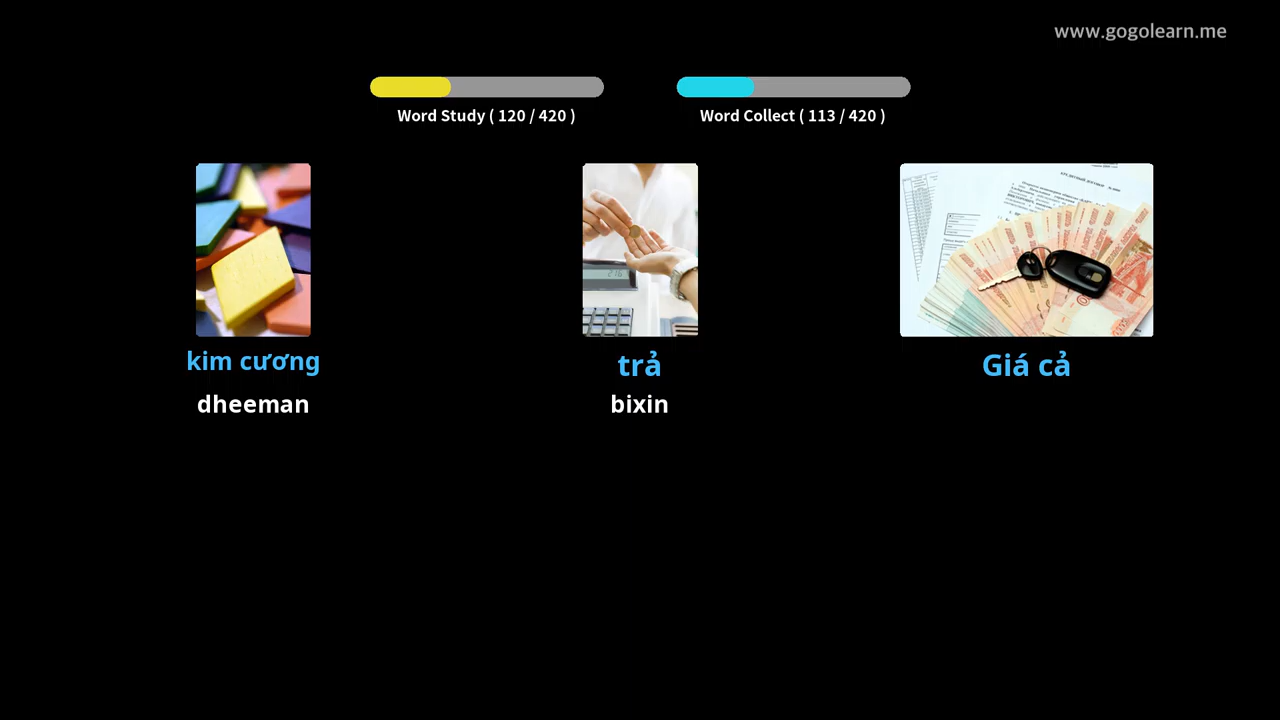 www.gogolearn.me
Word Study ( 120 / 420 )
Word Collect ( 113 / 420 )
kim cương
trả
Giá cả
dheeman
bixin